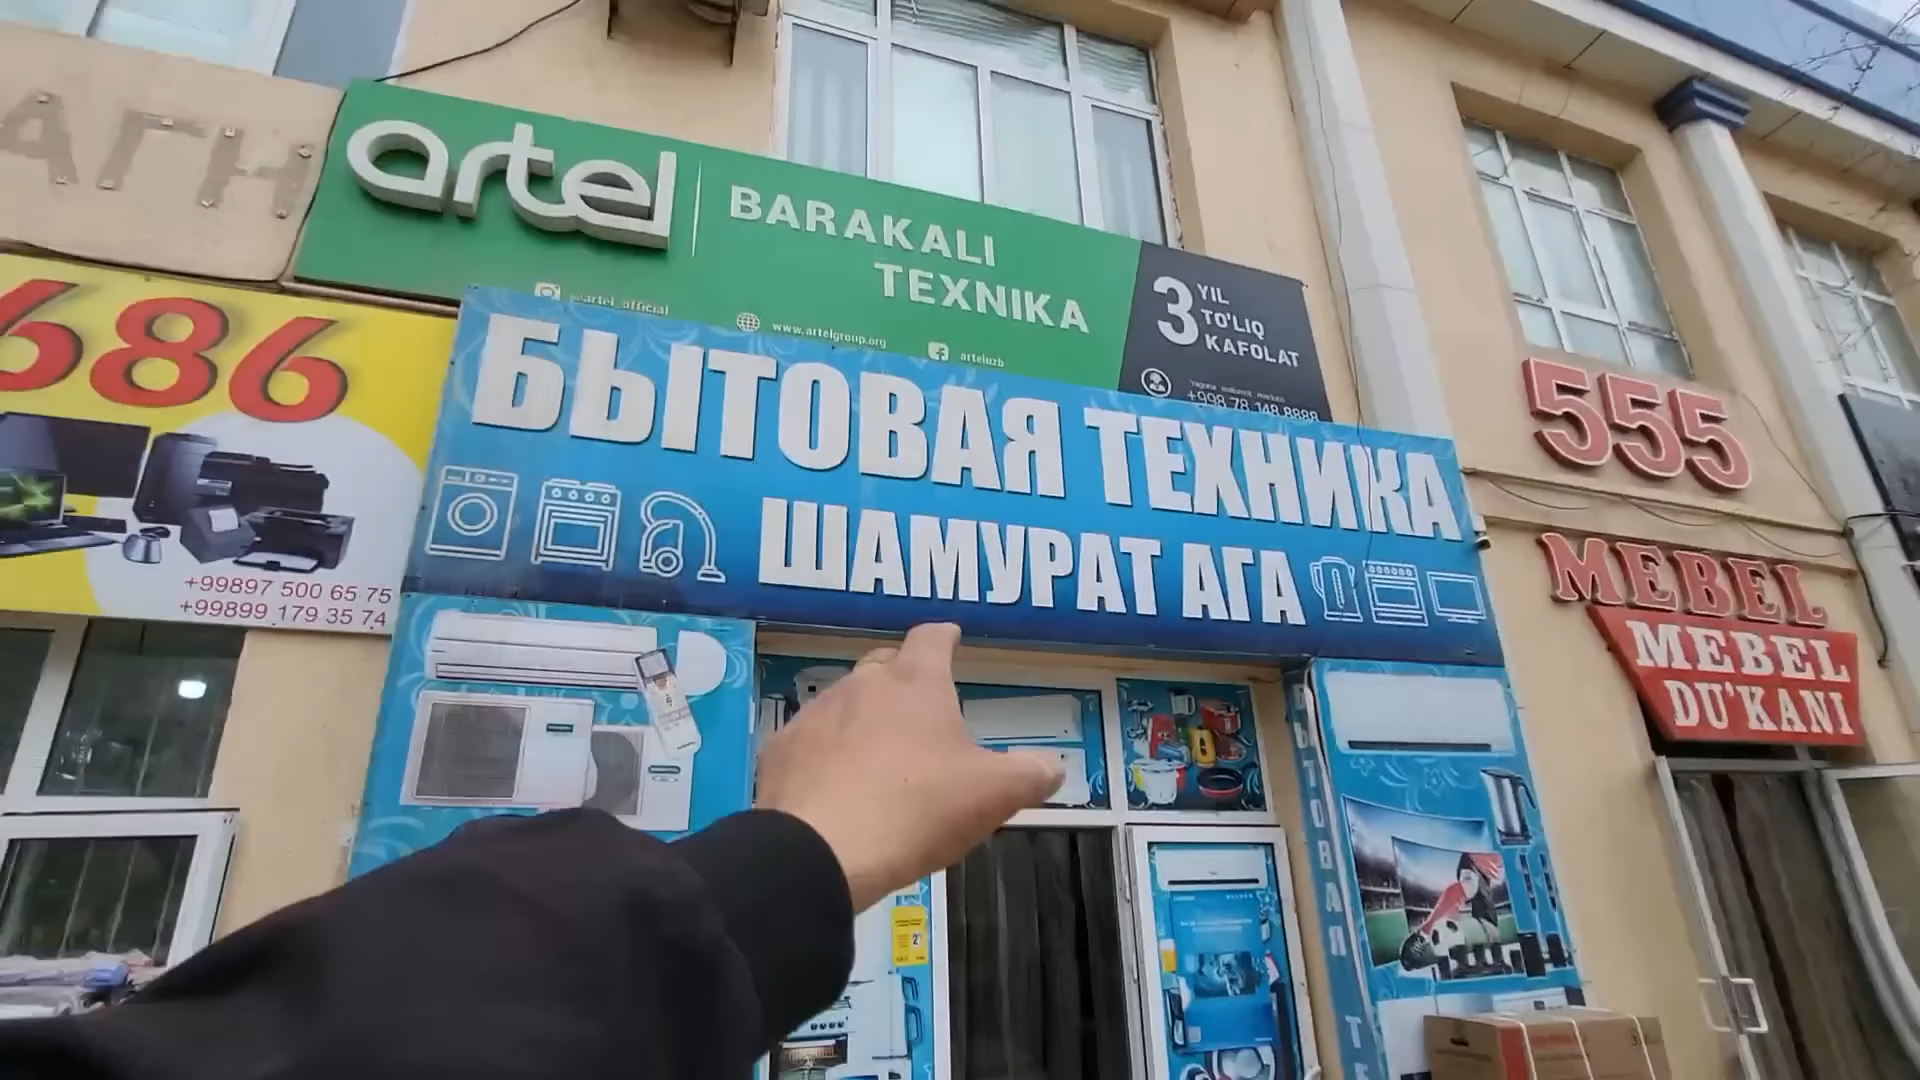 АГН
artel
BARAKALI
TEXNIKA
3 YIL
TO'LIQ
KAFOLAT
@artel_official
www.artelgroup.org
arteluzb
+998 78 148 8888
686
+99897 500 65 75
+99899 179 35 74
БЫТОВАЯ ТЕХНИКА
ШАМУРАТ АГА
555
MEBEL
MEBEL
DU'KANI